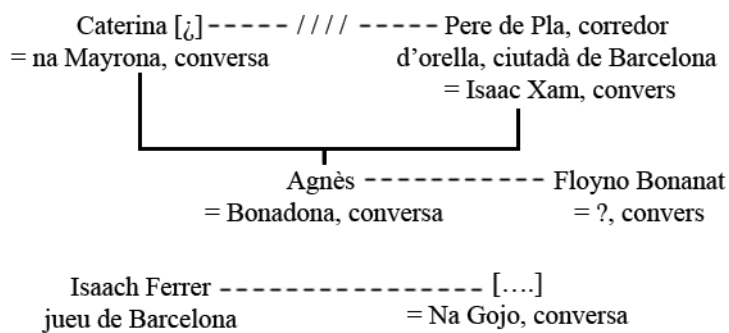 Caterina [¿]----- //// ----- Pere de Pla, corredor
= na Mayrona, conversa d’orella, ciutadà de Barcelona
= Isaac Xam, convers
Agnès ----------- Floyno Bonanat
= Bonadona, conversa = ?, convers
Isaach Ferrer ---------------- [….]
jueu de Barcelona = Na Gojo, conversa